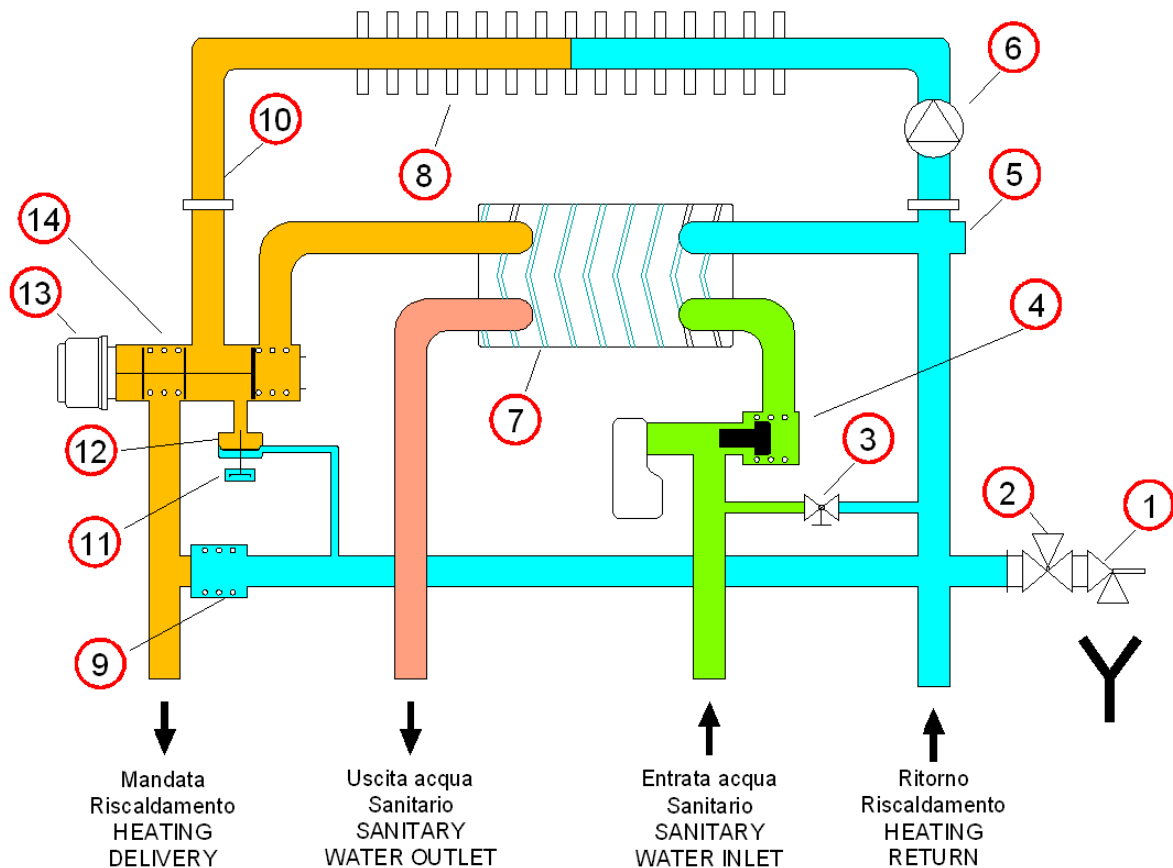 6
10
8
5
14
13
4
7
12
3
2
1
11
9
Mandata
Riscaldamento
HEATING
DELIVERY
Uscita acqua
Sanitario
SANITARY
WATER OUTLET
Entrata acqua
Sanitario
SANITARY
WATER INLET
Ritorno
Riscaldamento
HEATING
RETURN